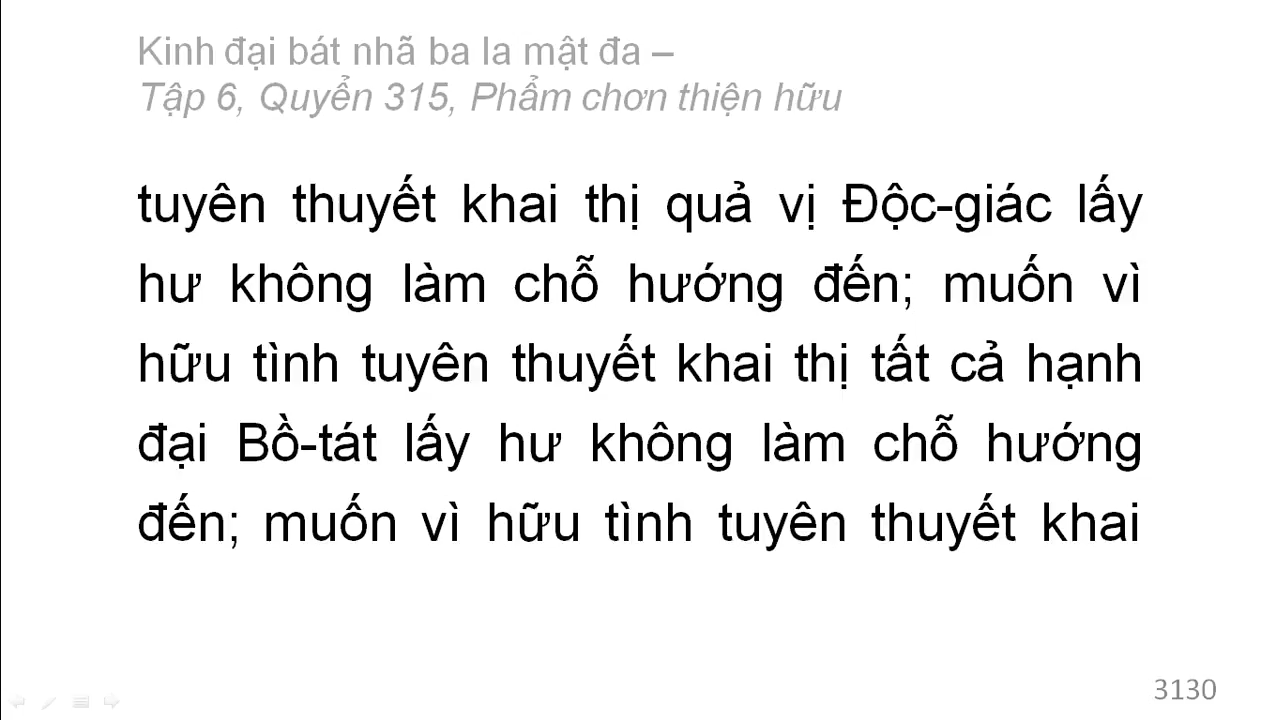 Kinh đại bát nhã ba la mật đa –
Tập 6, Quyển 315, Phẩm chơn thiện hữu
tuyên thuyết khai thị quả vị Độc-giác lấy
hư không làm chỗ hướng đến; muốn vì
hữu tình tuyên thuyết khai thị tất cả hạnh
đại Bồ-tát lấy hư không làm chỗ hướng
đến; muốn vì hữu tình tuyên thuyết khai
3130